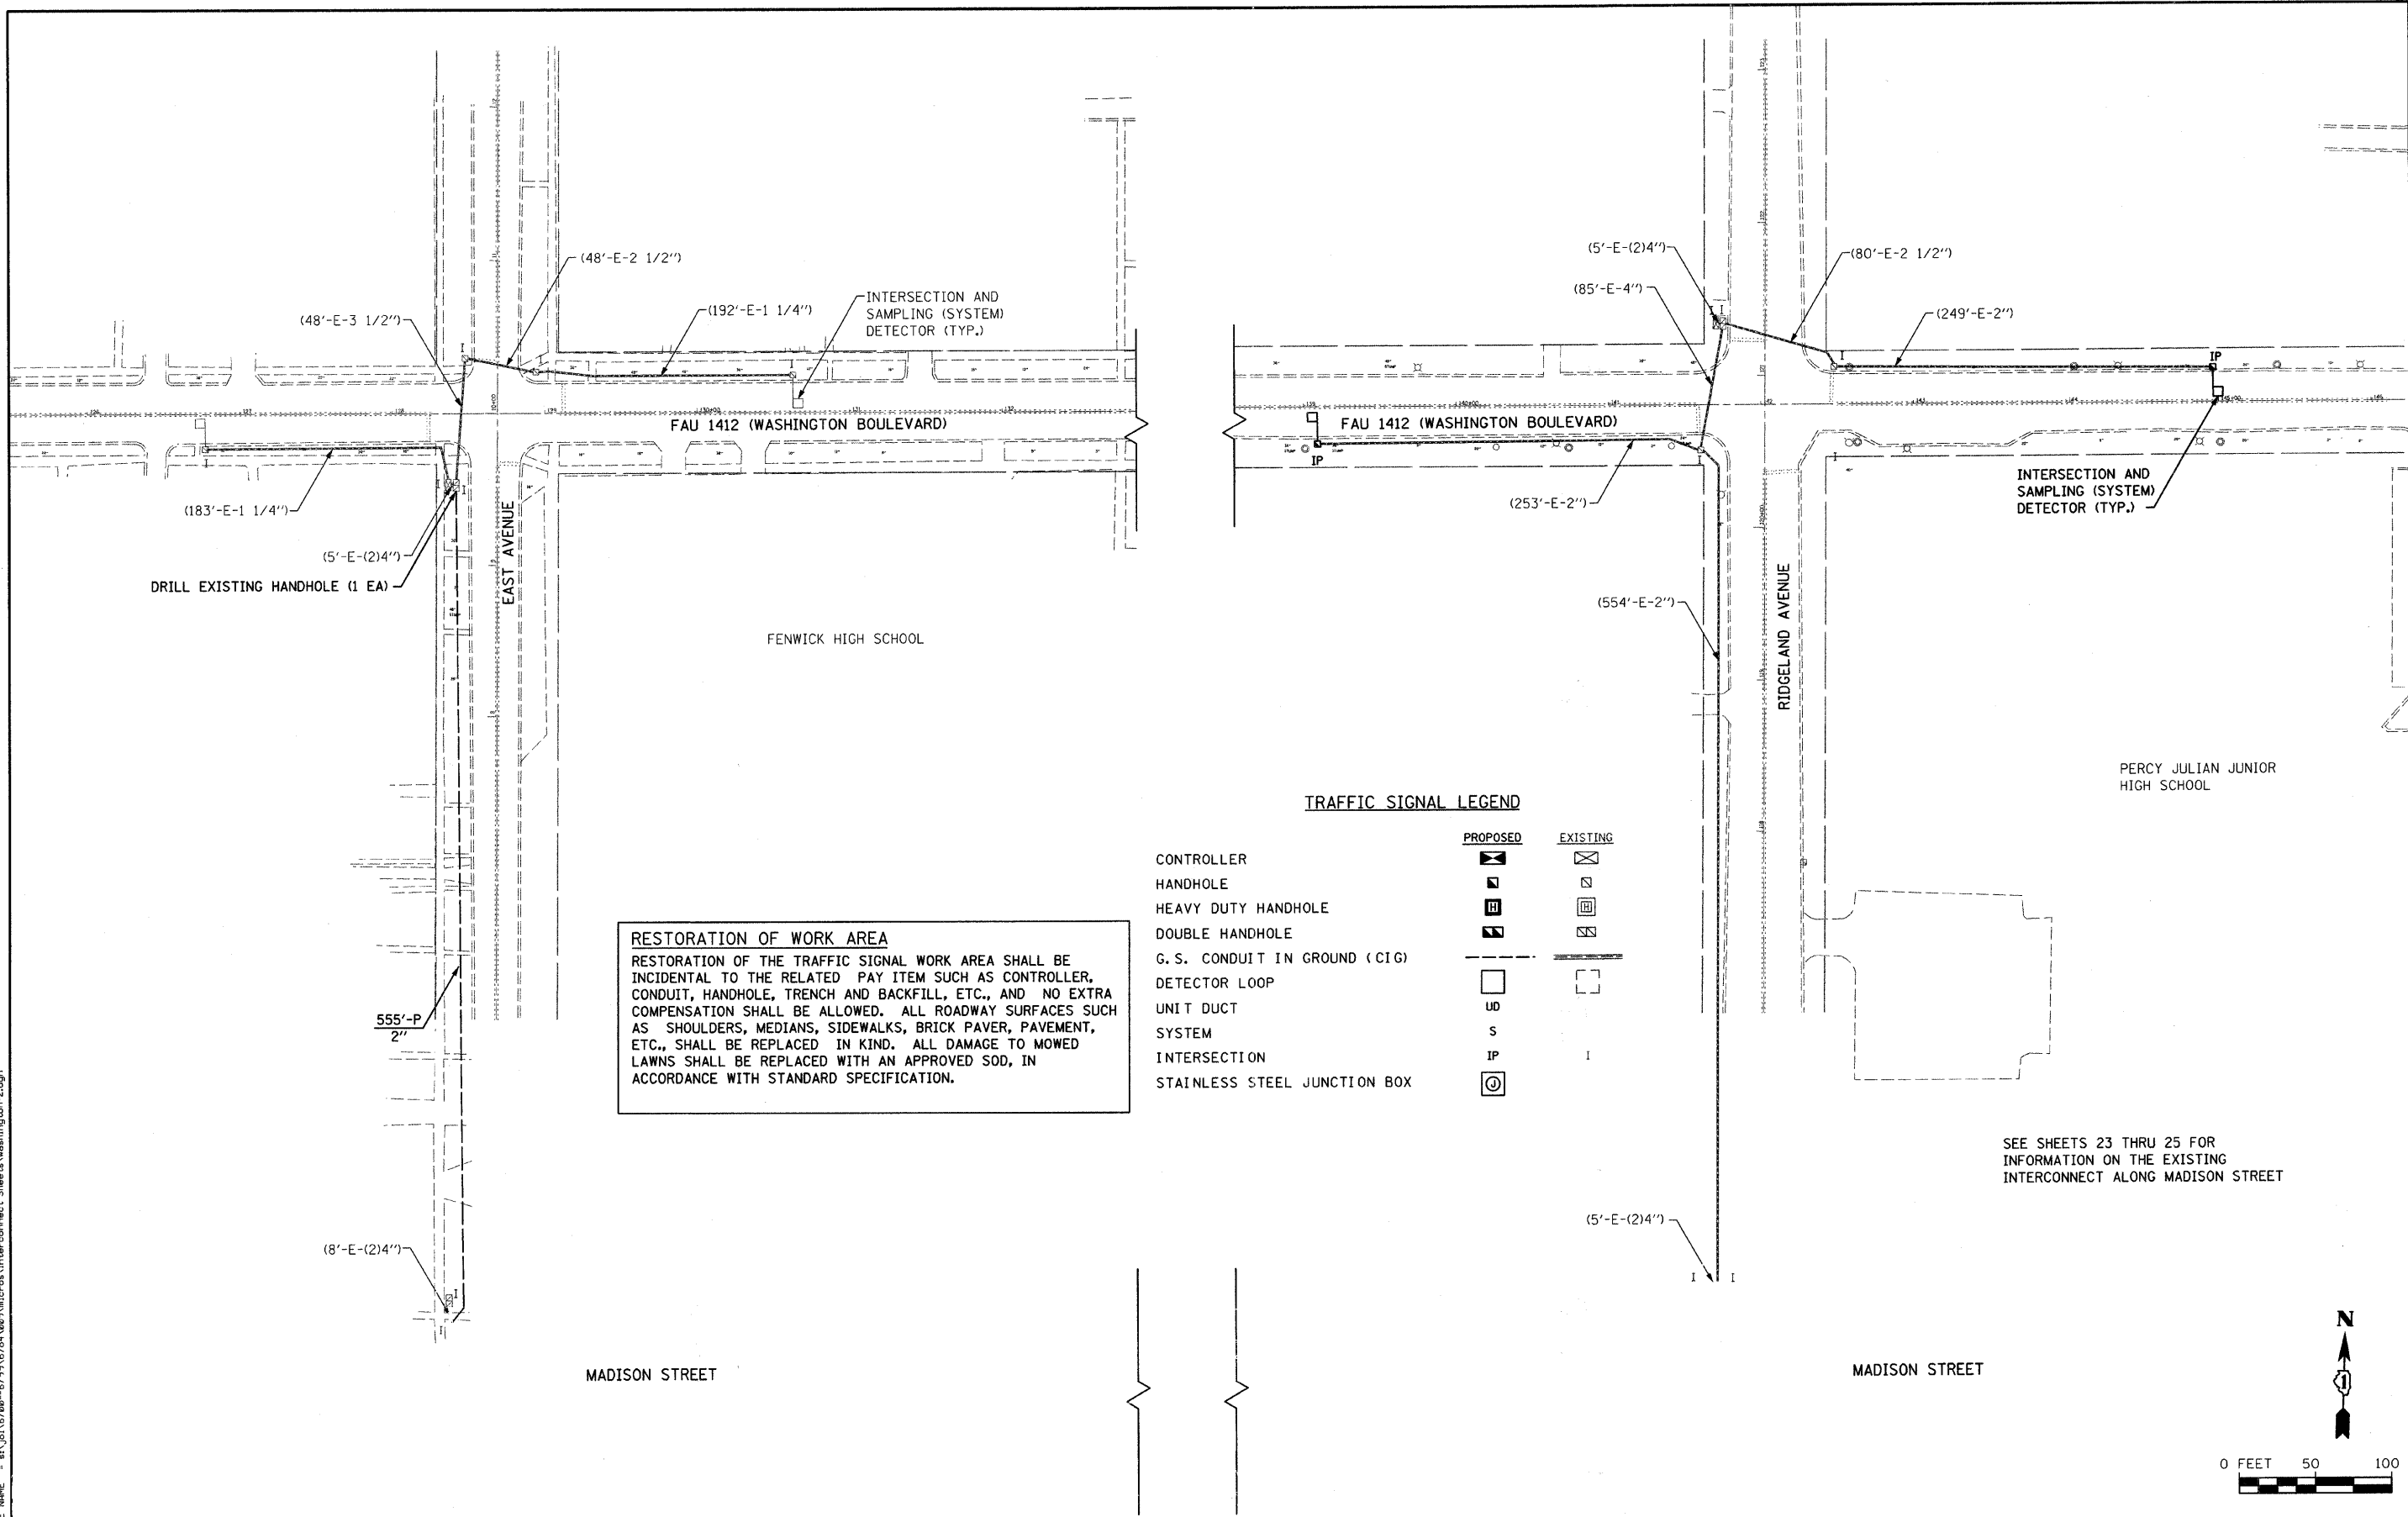 (48'-E-2 1/2")
(48'-E-3 1/2")
(192'-E-1 1/4")
INTERSECTION AND
SAMPLING (SYSTEM)
DETECTOR (TYP.)
I
I
FAU 1412 (WASHINGTON BOULEVARD)
I
I
I
(183'-E-1 1/4")
(5'-E-(2)4")
DRILL EXISTING HANDHOLE (1 EA)
EAST AVENUE
FENWICK HIGH SCHOOL
555'-P
2"
(8'-E-(2)4")
I
I
MADISON STREET
RESTORATION OF WORK AREA
RESTORATION OF THE TRAFFIC SIGNAL WORK AREA SHALL BE
INCIDENTAL TO THE RELATED PAY ITEM SUCH AS CONTROLLER,
CONDUIT, HANDHOLE, TRENCH AND BACKFILL, ETC., AND NO EXTRA
COMPENSATION SHALL BE ALLOWED. ALL ROADWAY SURFACES SUCH
AS SHOULDERS, MEDIANS, SIDEWALKS, BRICK PAVER, PAVEMENT,
ETC., SHALL BE REPLACED IN KIND. ALL DAMAGE TO MOWED
LAWNS SHALL BE REPLACED WITH AN APPROVED SOD, IN
ACCORDANCE WITH STANDARD SPECIFICATION.
(5'-E-(2)4")
(85'-E-4")
(80'-E-2 1/2")
(249'-E-2")
I
I
I
IP
FAU 1412 (WASHINGTON BOULEVARD)
IP
I
I
(253'-E-2")
INTERSECTION AND
SAMPLING (SYSTEM)
DETECTOR (TYP.)
(554'-E-2")
RIDGELAND AVENUE
PERCY JULIAN JUNIOR
HIGH SCHOOL
TRAFFIC SIGNAL LEGEND
PROPOSED EXISTING
CONTROLLER
HANDHOLE
HEAVY DUTY HANDHOLE H H
DOUBLE HANDHOLE
G.S. CONDUIT IN GROUND (CIG)
DETECTOR LOOP
UNIT DUCT UD
SYSTEM S
INTERSECTION IP I
STAINLESS STEEL JUNCTION BOX J
SEE SHEETS 23 THRU 25 FOR
INFORMATION ON THE EXISTING
INTERCONNECT ALONG MADISON STREET
(5'-E-(2)4")
I I
MADISON STREET
N
1
0 FEET 50 100